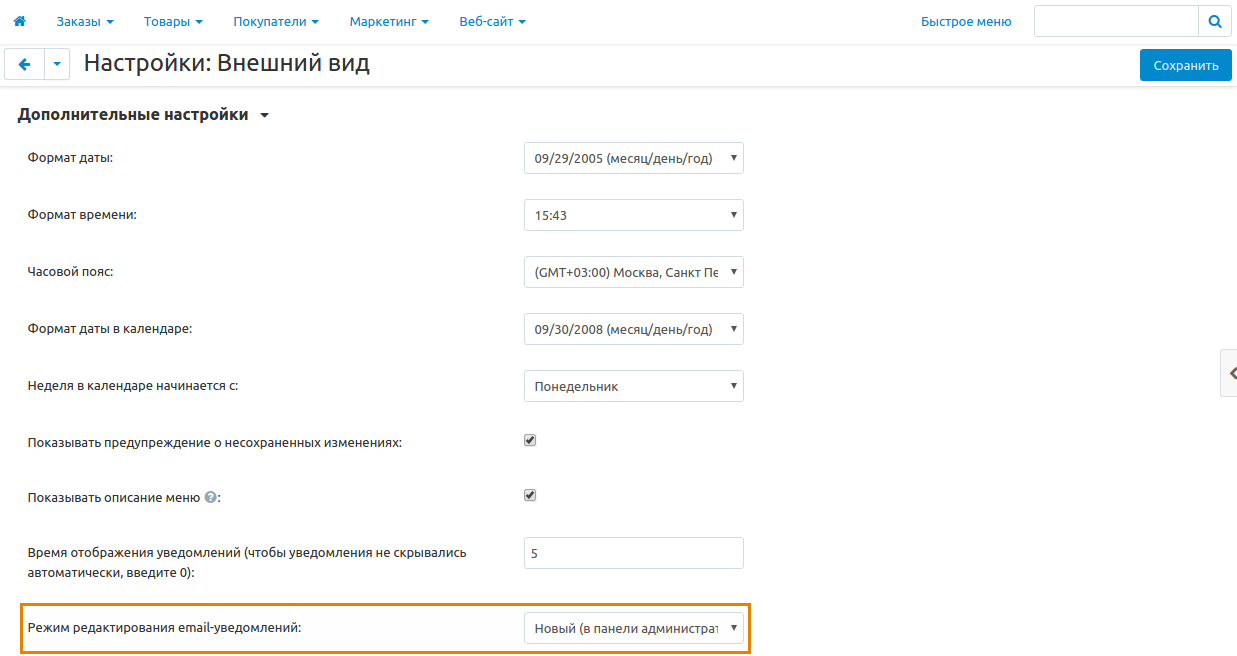 Заказы Товары Покупатели Маркетинг Веб-сайт Быстрое меню
Настройки: Внешний вид Сохранить
Дополнительные настройки
Формат даты: 09/29/2005 (месяц/день/год)
Формат времени: 15:43
Часовой пояс: (GMT+03:00) Москва, Санкт Пе
Формат даты в календаре: 09/30/2008 (месяц/день/год)
Неделя в календаре начинается с: Понедельник
Показывать предупреждение о несохраненных изменениях:
Показывать описание меню ?:
Время отображения уведомлений (чтобы уведомления не скрывались
автоматически, введите 0): 5
Режим редактирования email-уведомлений: Новый (в панели администрат